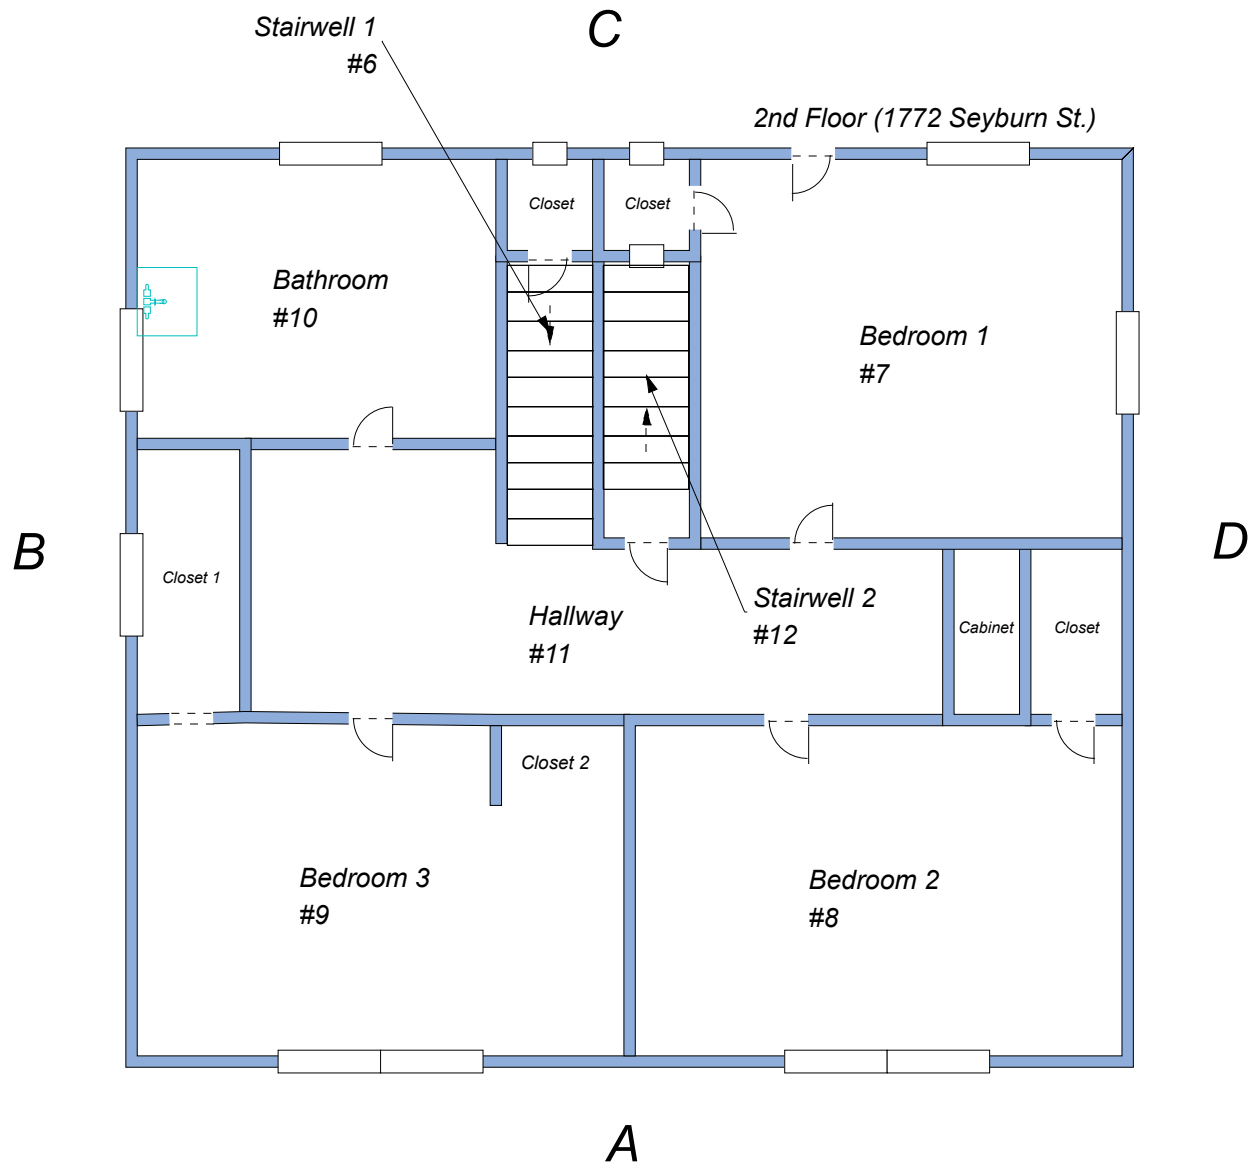 Stairwell 1
#6
C
2nd Floor (1772 Seyburn St.)
Closet
Closet
Bathroom
#10
Bedroom 1
#7
B
D
Closet 1
Hallway
#11
Stairwell 2
#12
Cabinet
Closet
Closet 2
Bedroom 3
#9
Bedroom 2
#8
A